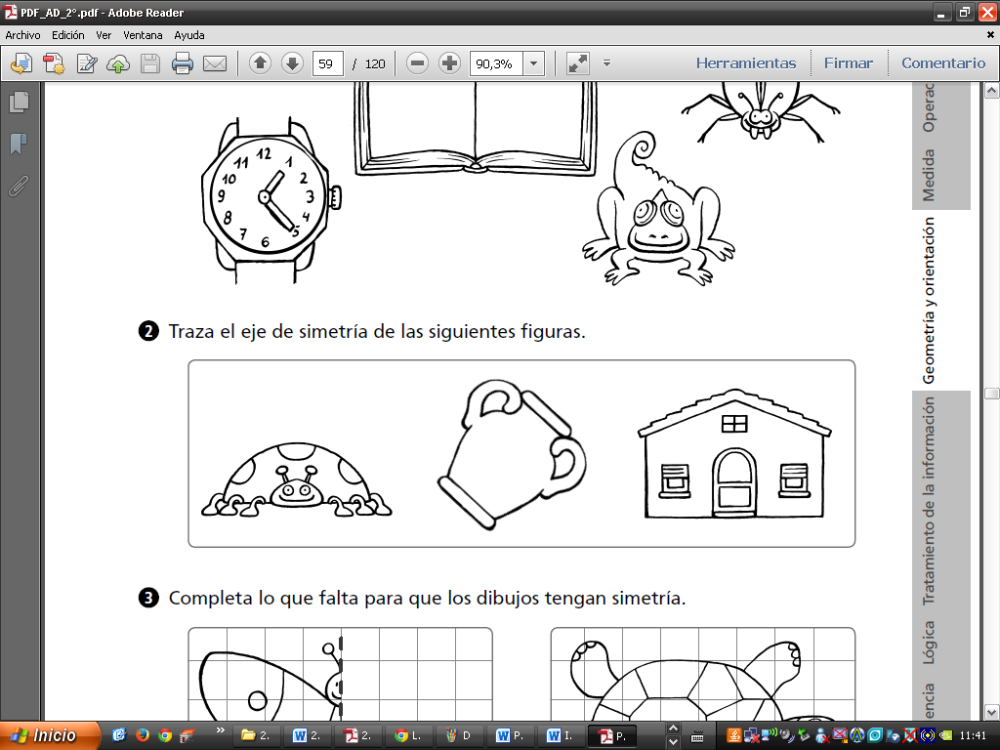 PDF_AD_2°.pdf - Adobe Reader
Archivo Edición Ver Ventana Ayuda
59 / 120 90,3% Herramientas Firmar Comentario
12
11 1
10 2
9 3
8 4
7 5
6
Operac
Medida
Geometría y orientación
Tratamiento de la información
Lógica
encia
2 Traza el eje de simetría de las siguientes figuras.
3 Completa lo que falta para que los dibujos tengan simetría.
Inicio » 2. W 2. 2. L. D P. I. P. 11:41